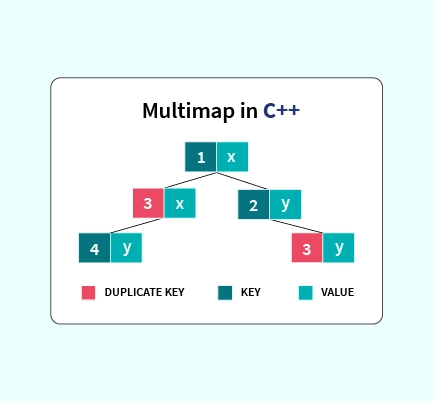 Multimap in C++
1 x
3 x 2 y
4 y 3 y
DUPLICATE KEY KEY VALUE